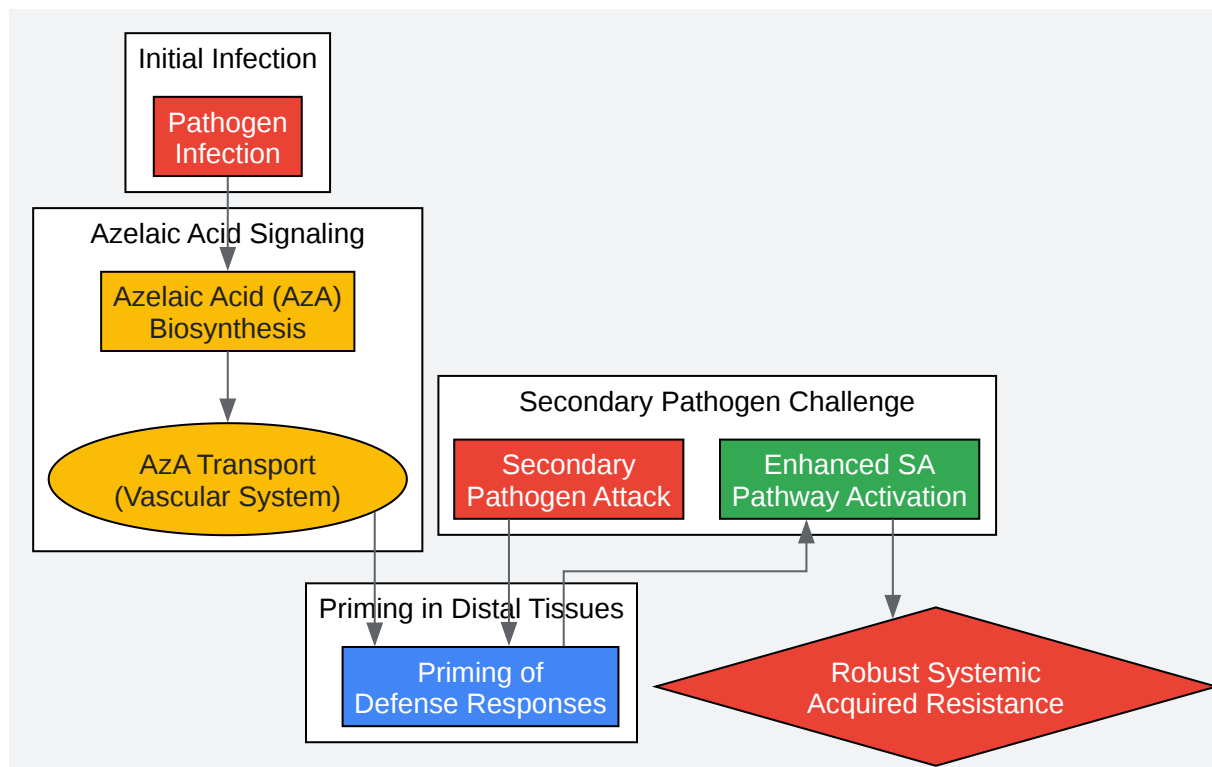 Initial Infection
Pathogen
Infection
Azelaic Acid Signaling
Azelaic Acid (AzA)
Biosynthesis
AzA Transport
(Vascular System)
Secondary Pathogen Challenge
Secondary
Pathogen Attack
Enhanced SA
Pathway Activation
Priming in Distal Tissues
Priming of
Defense Responses
Robust Systemic
Acquired Resistance